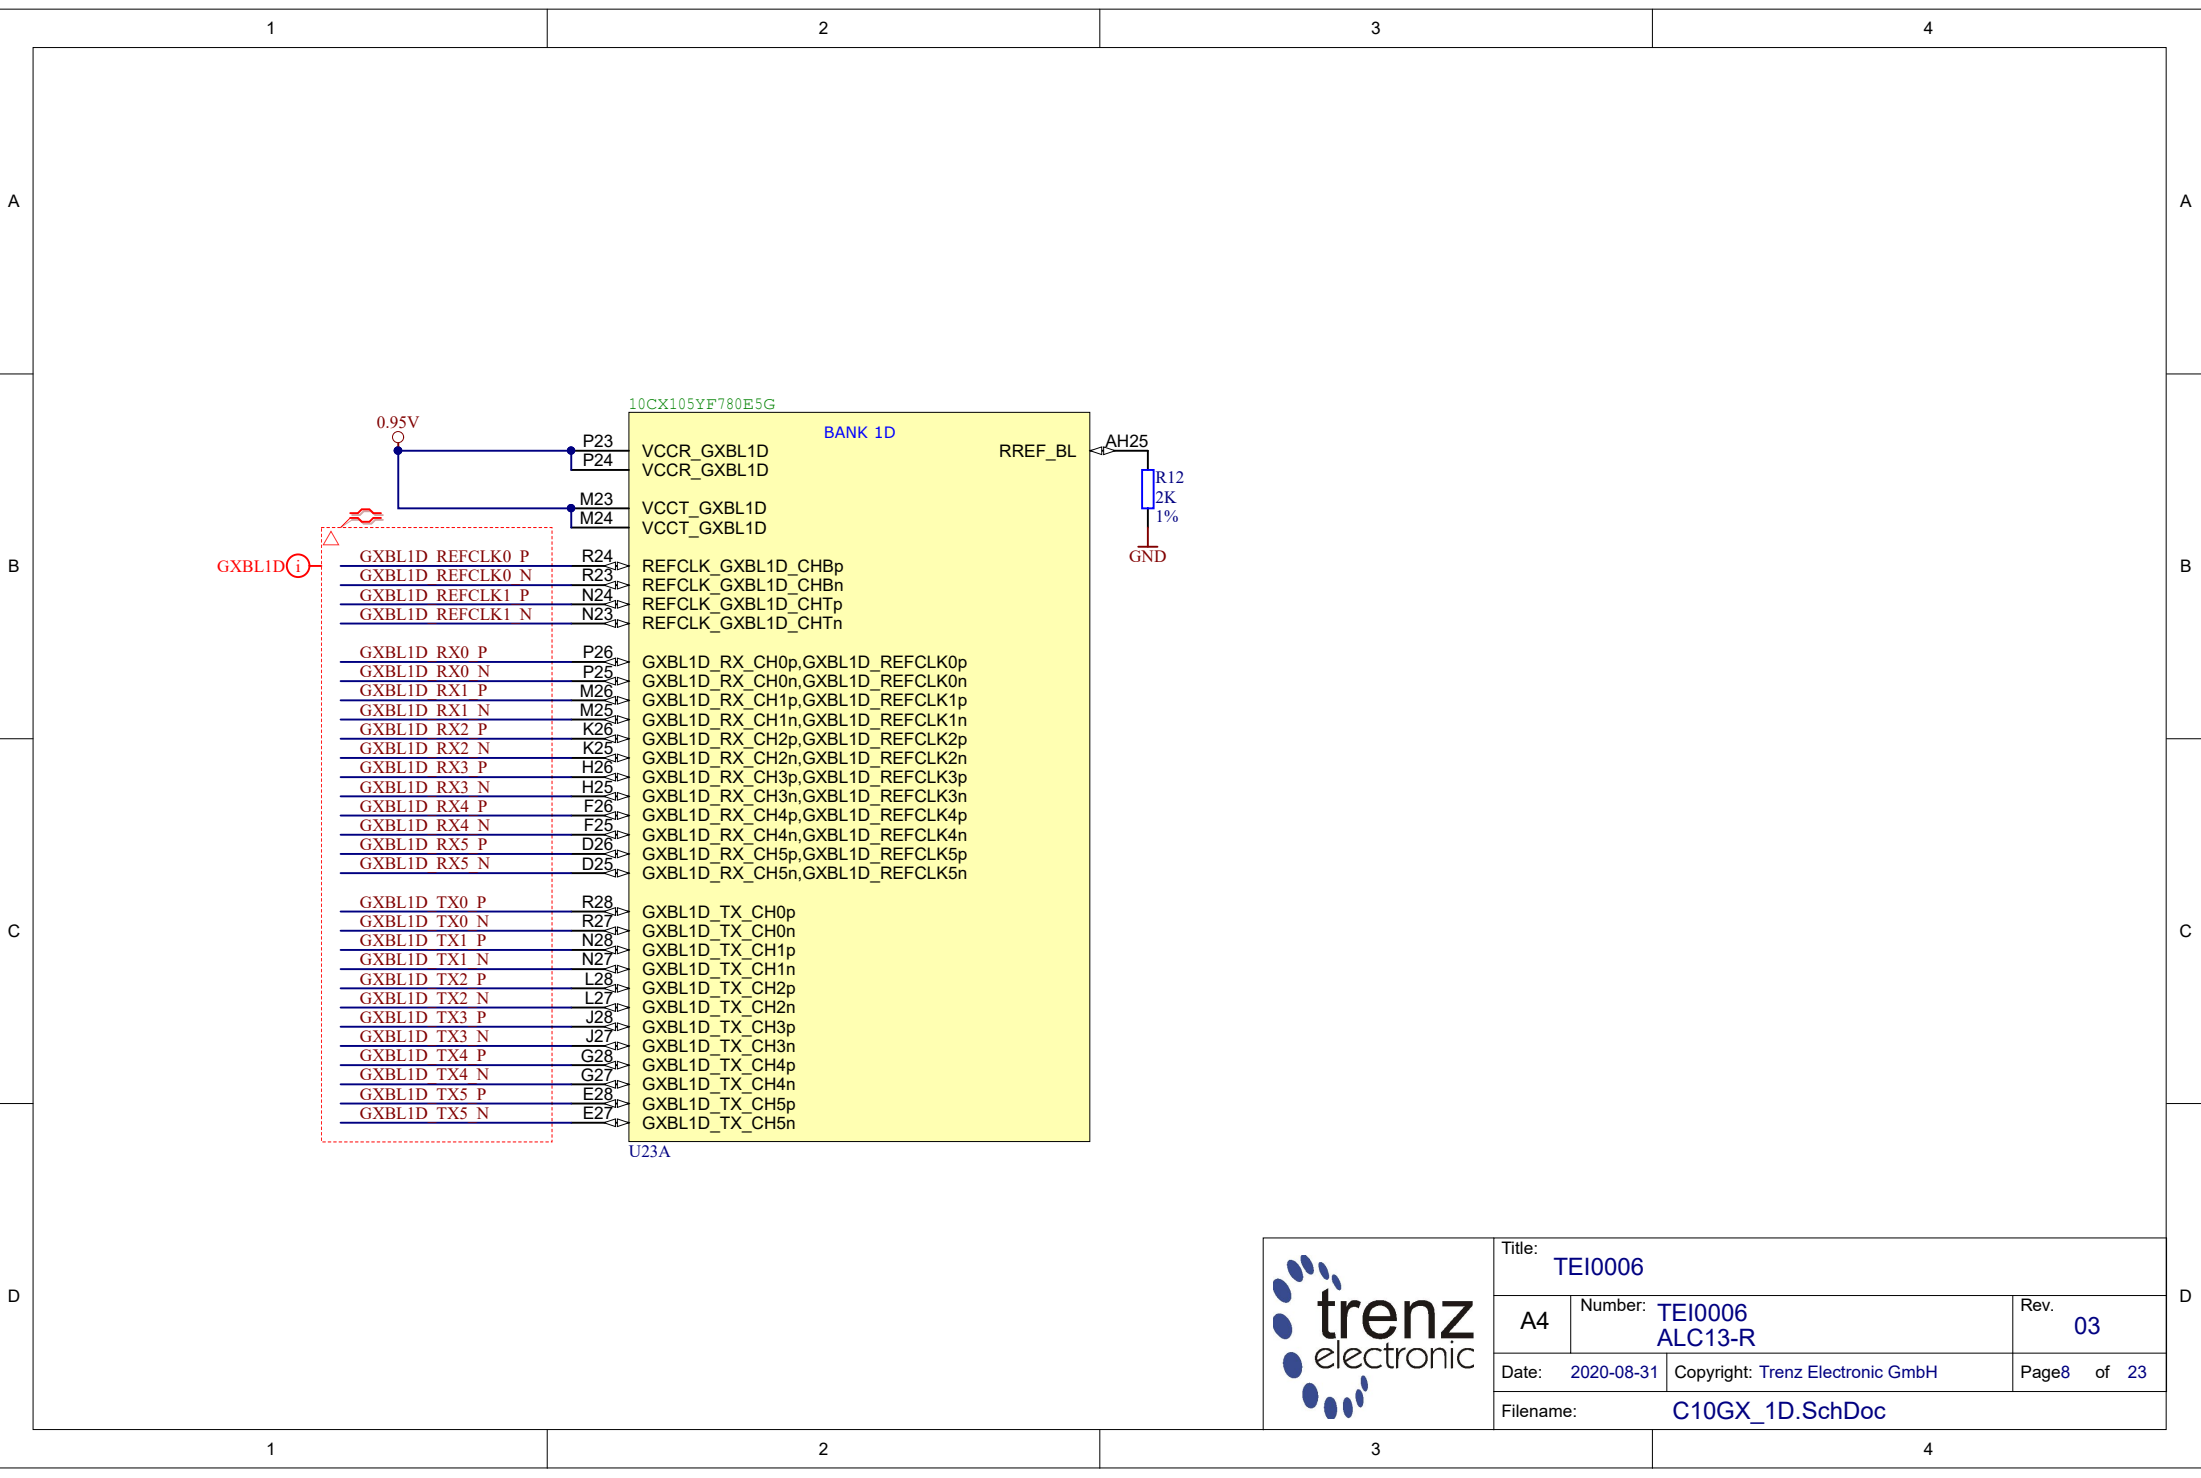 1 2 3 4
A A
10CX105YF780E5G
0.95V
BANK 1D
P23 VCCR_GXBL1D RREF_BL AH25
P24 VCCR_GXBL1D
R12
2K
1%
GND
M23 VCCT_GXBL1D
M24 VCCT_GXBL1D
B GXBL1D i B
GXBL1D_REFCLK0_P R24 REFCLK_GXBL1D_CHBp
GXBL1D_REFCLK0_N R23 REFCLK_GXBL1D_CHBn
GXBL1D_REFCLK1_P N24 REFCLK_GXBL1D_CHTp
GXBL1D_REFCLK1_N N23 REFCLK_GXBL1D_CHTn
GXBL1D_RX0_P P26 GXBL1D_RX_CH0p,GXBL1D_REFCLK0p
GXBL1D_RX0_N P25 GXBL1D_RX_CH0n,GXBL1D_REFCLK0n
GXBL1D_RX1_P M26 GXBL1D_RX_CH1p,GXBL1D_REFCLK1p
GXBL1D_RX1_N M25 GXBL1D_RX_CH1n,GXBL1D_REFCLK1n
GXBL1D_RX2_P K26 GXBL1D_RX_CH2p,GXBL1D_REFCLK2p
GXBL1D_RX2_N K25 GXBL1D_RX_CH2n,GXBL1D_REFCLK2n
GXBL1D_RX3_P H26 GXBL1D_RX_CH3p,GXBL1D_REFCLK3p
GXBL1D_RX3_N H25 GXBL1D_RX_CH3n,GXBL1D_REFCLK3n
GXBL1D_RX4_P F26 GXBL1D_RX_CH4p,GXBL1D_REFCLK4p
GXBL1D_RX4_N F25 GXBL1D_RX_CH4n,GXBL1D_REFCLK4n
GXBL1D_RX5_P D26 GXBL1D_RX_CH5p,GXBL1D_REFCLK5p
GXBL1D_RX5_N D25 GXBL1D_RX_CH5n,GXBL1D_REFCLK5n
GXBL1D_TX0_P R28 GXBL1D_TX_CH0p
C GXBL1D_TX0_N R27 GXBL1D_TX_CH0n C
GXBL1D_TX1_P N28 GXBL1D_TX_CH1p
GXBL1D_TX1_N N27 GXBL1D_TX_CH1n
GXBL1D_TX2_P L28 GXBL1D_TX_CH2p
GXBL1D_TX2_N L27 GXBL1D_TX_CH2n
GXBL1D_TX3_P J28 GXBL1D_TX_CH3p
GXBL1D_TX3_N J27 GXBL1D_TX_CH3n
GXBL1D_TX4_P G28 GXBL1D_TX_CH4p
GXBL1D_TX4_N G27 GXBL1D_TX_CH4n
GXBL1D_TX5_P E28 GXBL1D_TX_CH5p
GXBL1D_TX5_N E27 GXBL1D_TX_CH5n
U23A
D D
trenz
electronic
Title: TEI0006
A4 Number: TEI0006 Rev. 03
ALC13-R
Date: 2020-08-31 Copyright: Trenz Electronic GmbH Page8 of 23
Filename: C10GX_1D.SchDoc
1 2 3 4